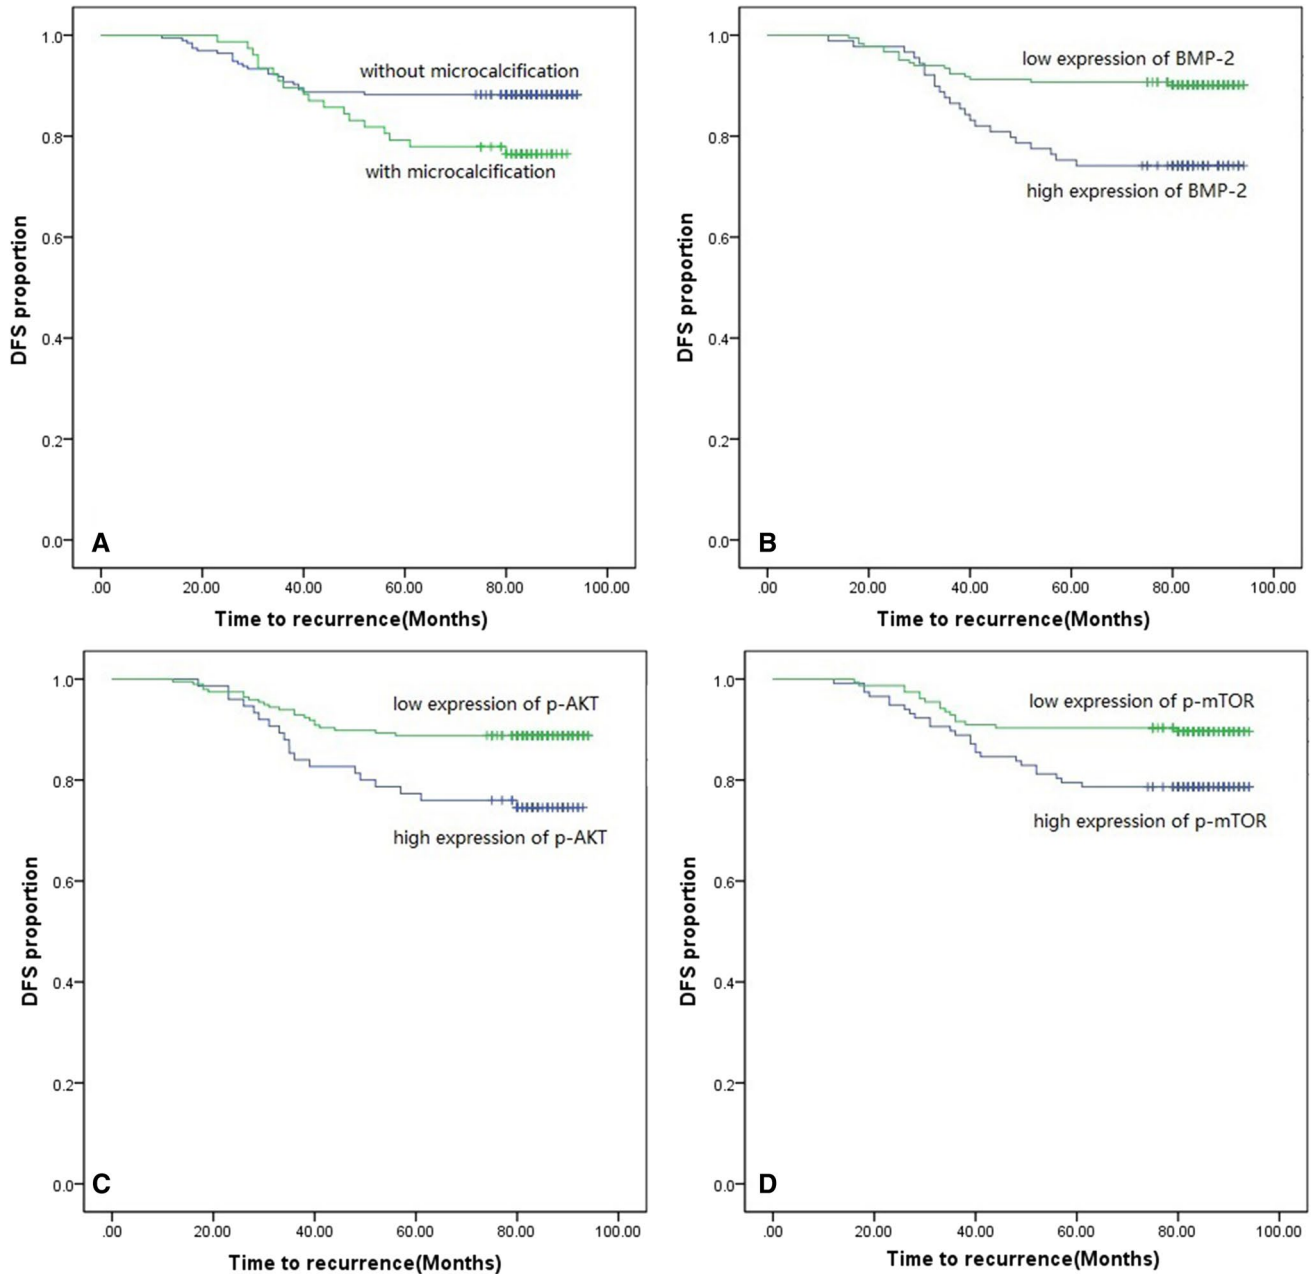 1.0
without microcalcification
0.8
with microcalcification
0.6
DFS proportion
0.4
0.2
0.0
A
.00 20.00 40.00 60.00 80.00 100.00
Time to recurrence(Months)
1.0
low expression of BMP-2
0.8
high expression of BMP-2
0.6
DFS proportion
0.4
0.2
0.0
B
.00 20.00 40.00 60.00 80.00 100.00
Time to recurrence(Months)
1.0
low expression of p-AKT
0.8
high expression of p-AKT
0.6
DFS proportion
0.4
0.2
0.0
C
.00 20.00 40.00 60.00 80.00 100.00
Time to recurrence(Months)
1.0
low expression of p-mTOR
0.8
high expression of p-mTOR
0.6
DFS proportion
0.4
0.2
0.0
D
.00 20.00 40.00 60.00 80.00 100.00
Time to recurrence(Months)